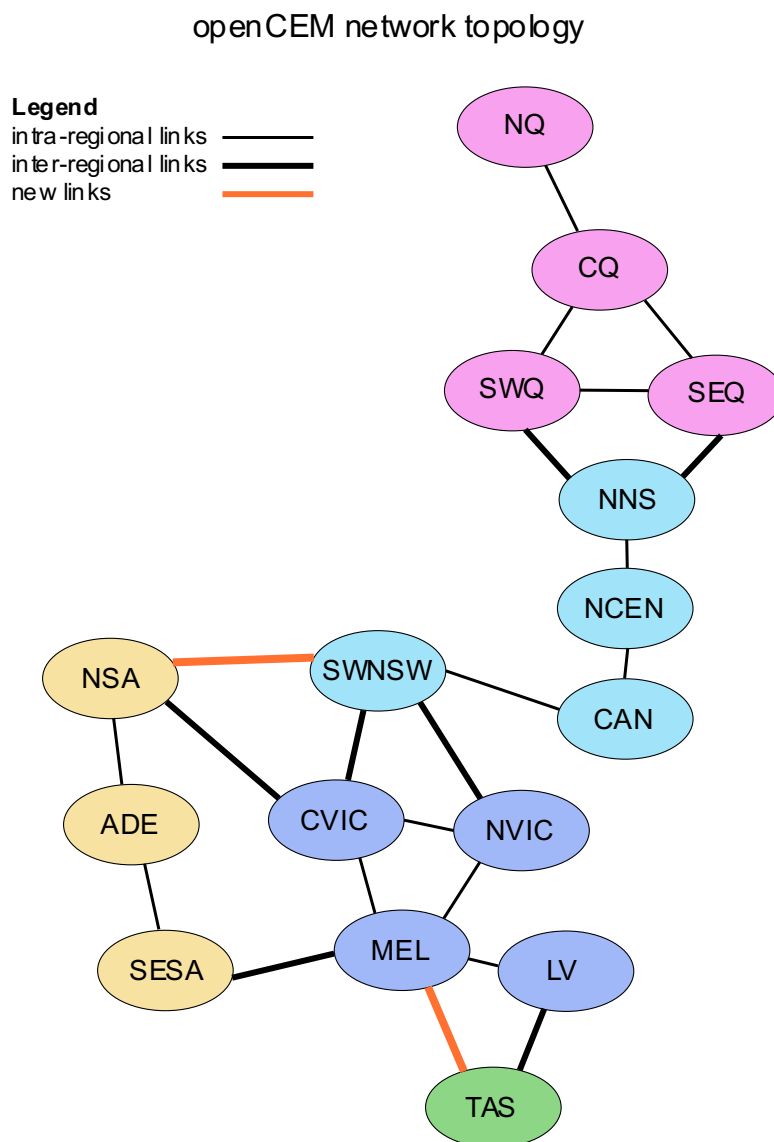 openCEM network topology
Legend
intra-regional links
inter-regional links
new links
NQ
CQ
SWQ
SEQ
NNS
NCEN
NSA
SWNSW
CAN
ADE
CVIC
NVIC
SESA
MEL
LV
TAS